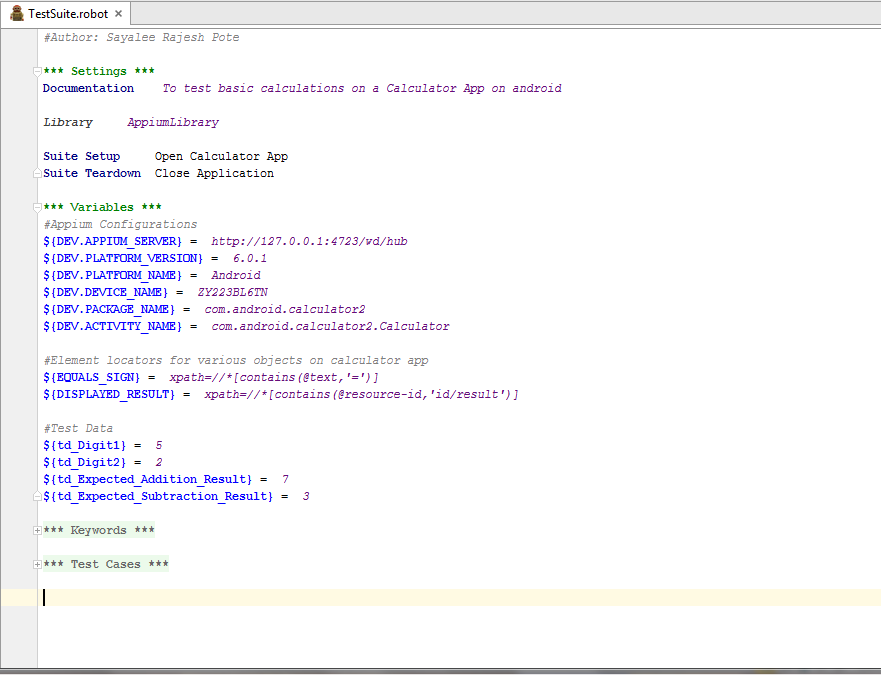 TestSuite.robot
#Author: Sayalee Rajesh Pote
*** Settings ***
Documentation    To test basic calculations on a Calculator App on android
Library     AppiumLibrary
Suite Setup     Open Calculator App
Suite Teardown  Close Application
*** Variables ***
#Appium Configurations
${DEV.APPIUM_SERVER} =  http://127.0.0.1:4723/wd/hub
${DEV.PLATFORM_VERSION} =  6.0.1
${DEV.PLATFORM_NAME} =  Android
${DEV.DEVICE_NAME} =  ZY223BL6TN
${DEV.PACKAGE_NAME} =  com.android.calculator2
${DEV.ACTIVITY_NAME} =  com.android.calculator2.Calculator
#Element locators for various objects on calculator app
${EQUALS_SIGN} =  xpath=//*[contains(@text,'=')]
${DISPLAYED_RESULT} =  xpath=//*[contains(@resource-id,'id/result')]
#Test Data
${td_Digit1} =  5
${td_Digit2} =  2
${td_Expected_Addition_Result} =  7
${td_Expected_Subtraction_Result} =  3
*** Keywords ***
*** Test Cases ***